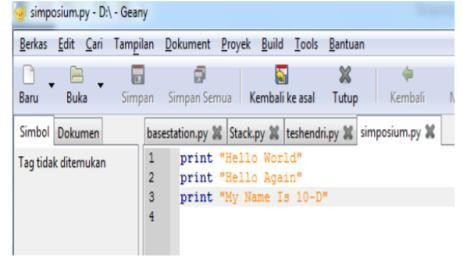 simposium.py - D:\ - Geany
Berkas Edit Cari Tampilan Dokumen Proyek Build Tools Bantuan
Baru Buka Simpan Simpan Semua Kembali ke asal Tutup Kembali
Simbol Dokumen basestation.py Stack.py teshendri.py simposium.py
Tag tidak ditemukan
1 print "Hello World"
2 print "Hello Again"
3 print "My Name Is 10-D"
4